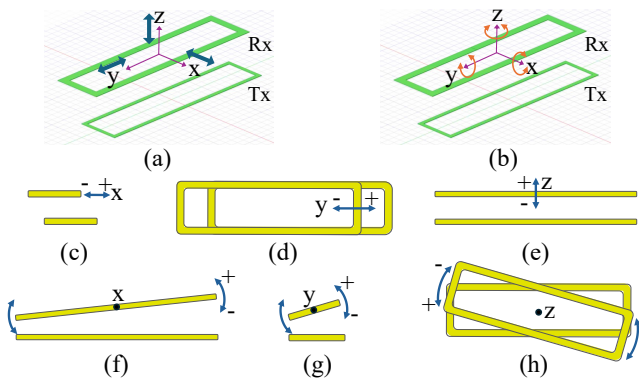 z
Rx
y
x
Tx
(a)
z
Rx
y
x
Tx
(b)
- + x
(c)
y - +
(d)
+ z
-
(e)
x
+
-
(f)
y
+
-
(g)
-
+
z
(h)